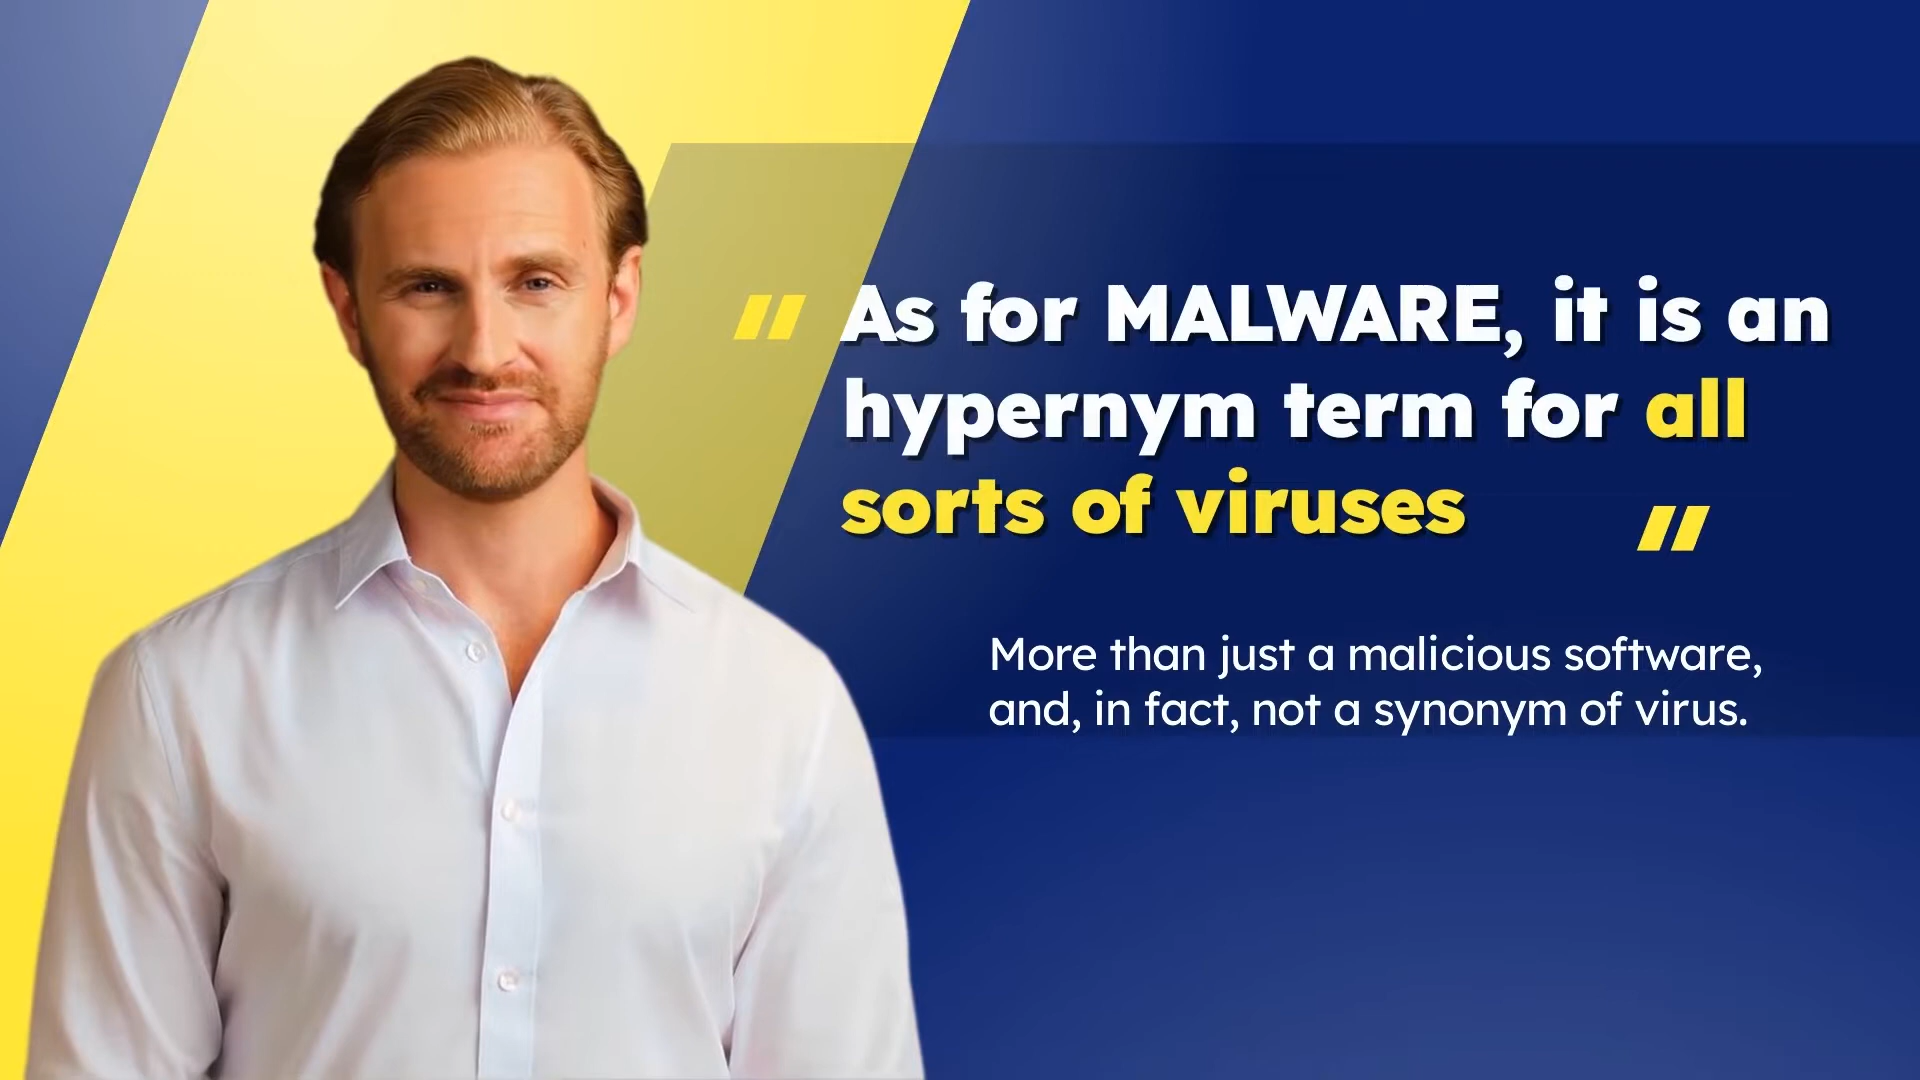 " As for MALWARE, it is an
hypernym term for all
sorts of viruses "
More than just a malicious software,
and, in fact, not a synonym of virus.